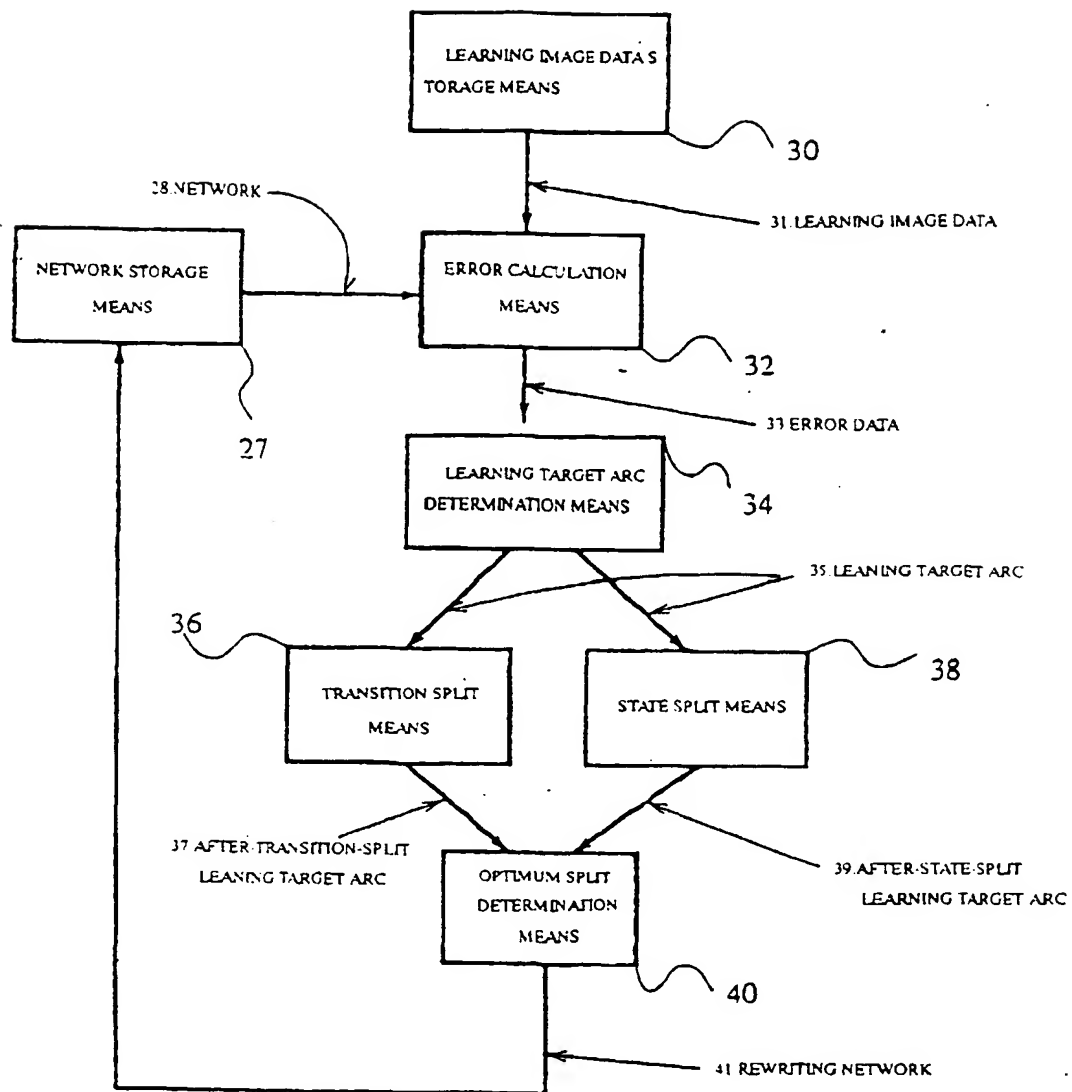 LEARNING IMAGE DATA S
TORAGE MEANS
30
28.NETWORK
31.LEARNING IMAGE DATA
NETWORK STORAGE
MEANS
ERROR CALCULATION
MEANS
32
27
33 ERROR DATA
LEARNING TARGET ARC
DETERMINATION MEANS
34
35.LEANING TARGET ARC
36
38
TRANSITION SPLIT
MEANS
STATE SPLIT MEANS
37.AFTER-TRANSITION-SPLIT
LEANING TARGET ARC
39.AFTER-STATE-SPLIT
LEARNING TARGET ARC
OPTIMUM SPLIT
DETERMINATION
MEANS
40
41 REWRITING NETWORK